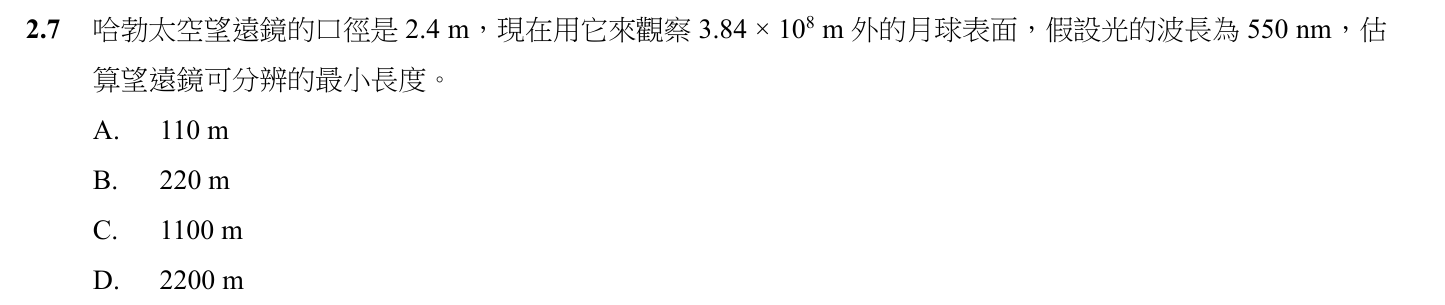 2.7 哈勃太空望遠鏡的口徑是 2.4 m，現在用它來觀察 3.84 × 10⁸ m 外的月球表面，假設光的波長為 550 nm，估
算望遠鏡可分辨的最小長度。
A. 110 m
B. 220 m
C. 1100 m
D. 2200 m